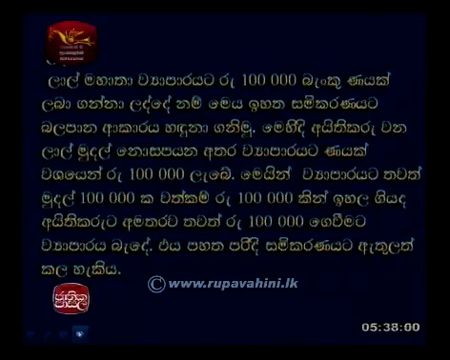 ලාල් මහතා ව්‍යාපාරයට රු 100 000 බැංකු ණයක්
ලබා ගන්නා ලද්දේ නම් මෙය ඉහත සමීකරණයට
බලපාන ආකාරය හඳුනා ගනිමු. මෙහිදී අයිතිකරු වන
ලාල් මුදල් නොසපයන අතර ව්‍යාපාරයට ණයක්
වශයෙන් රු 100 000 ලැබේ. මෙයින් ව්‍යාපාරයට තවත්
මුදල් 100 000 ක වත්කම් රු 100 000 කින් ඉහල ගියද
අයිතිකරුට අමතරව තවත් රු 100 000 ගෙවීමට
ව්‍යාපාරය බැඳේ. එය පහත පරිදි සමීකරණයට ඇතුලත්
කල හැකිය.
© www.rupavahini.lk
ජාතික
පාසල
05:38:00